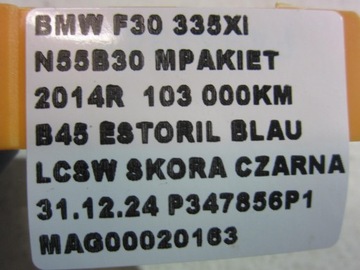 BMW F30 335XI
N55B30 MPAKIET
2014R 103 000KM
B45 ESTORIL BLAU
LCSW SKORA CZARNA
31.12.24 P347856P1
MAG00020163